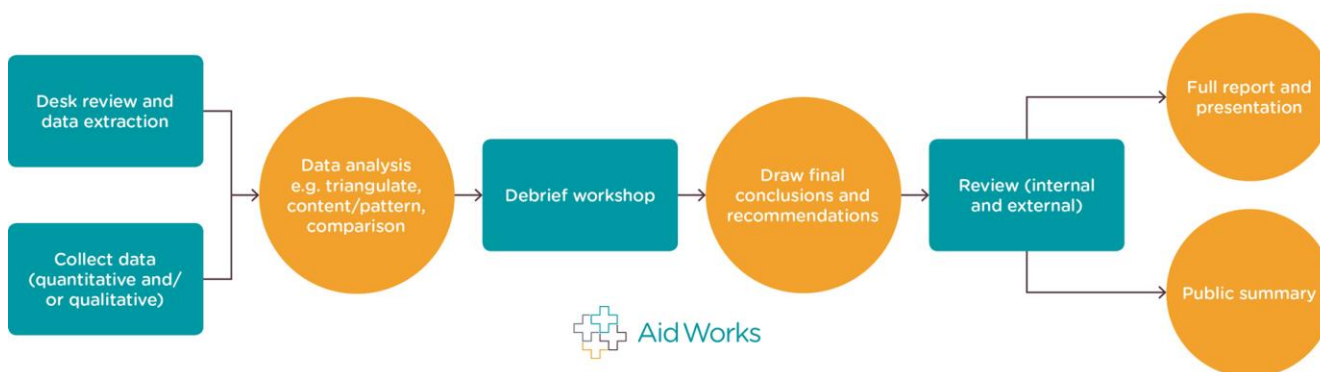 Desk review and
data extraction
Collect data
(quantitative and/
or qualitative)
Data analysis
e.g. triangulate,
content/pattern,
comparison
Debrief workshop
Draw final
conclusions and
recommendations
Review (internal
and external)
Full report and
presentation
Public summary
Aid Works